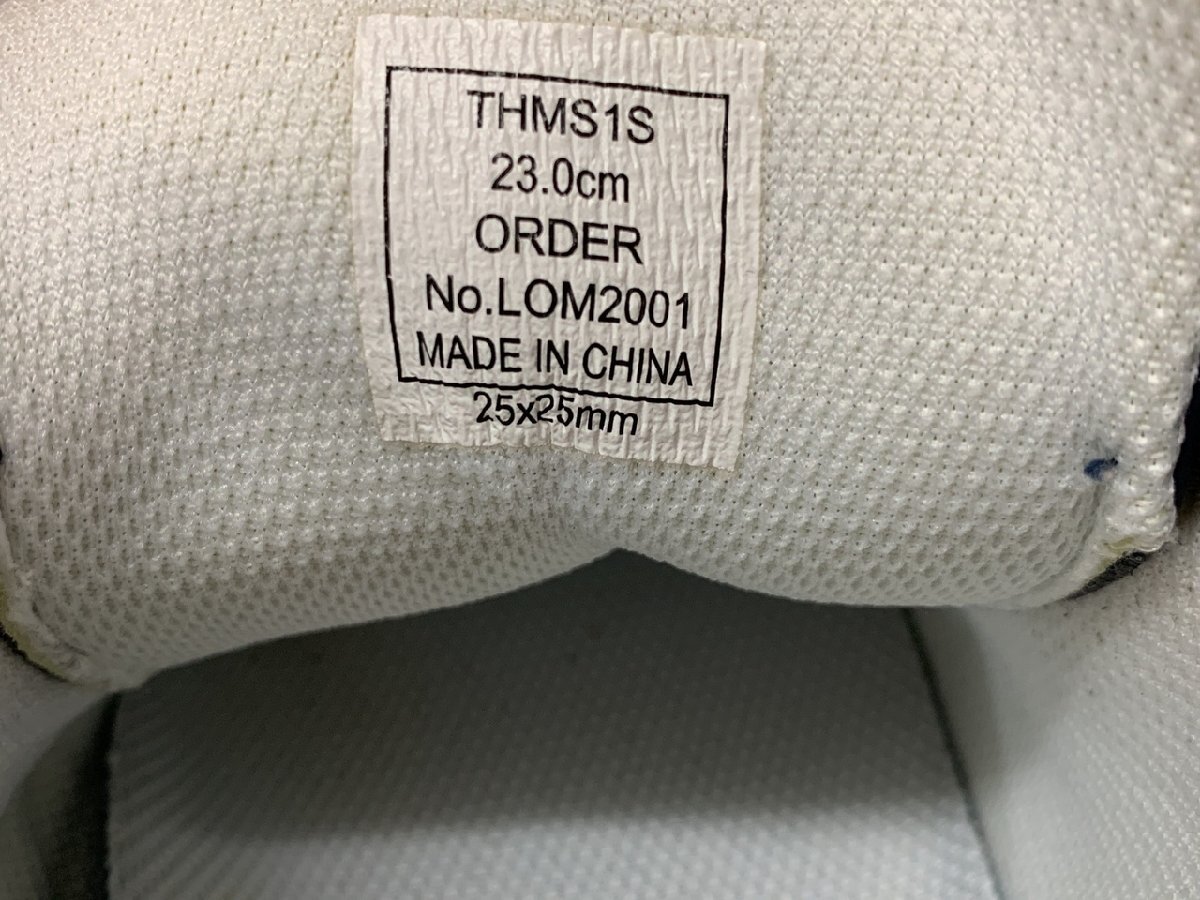 THMS1S
23.0cm
ORDER
No.LOM2001
MADE IN CHINA
25x25mm